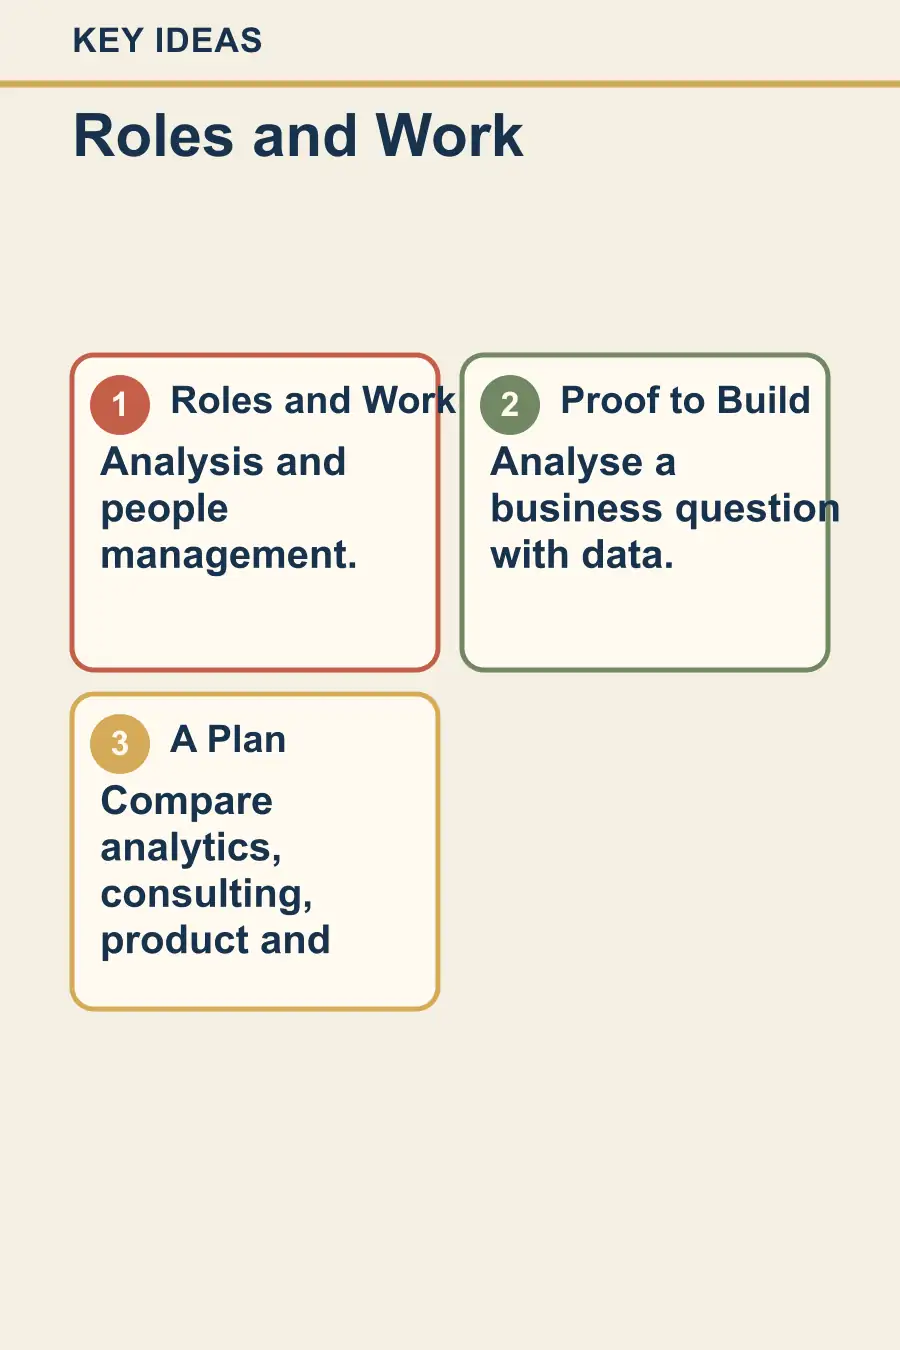 KEY IDEAS
Roles and Work
1 Roles and Work
Analysis and
people
management.
2 Proof to Build
Analyse a
business question
with data.
3 A Plan
Compare
analytics,
consulting,
product and